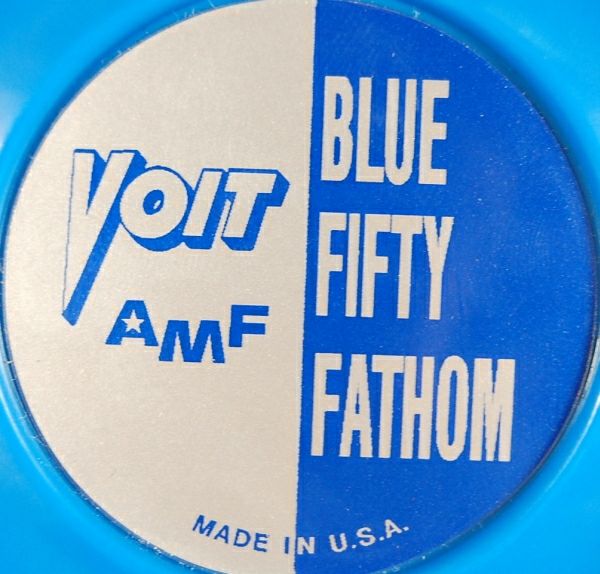 VOIT
AMF
BLUE
FIFTY
FATHOM
MADE IN U.S.A.